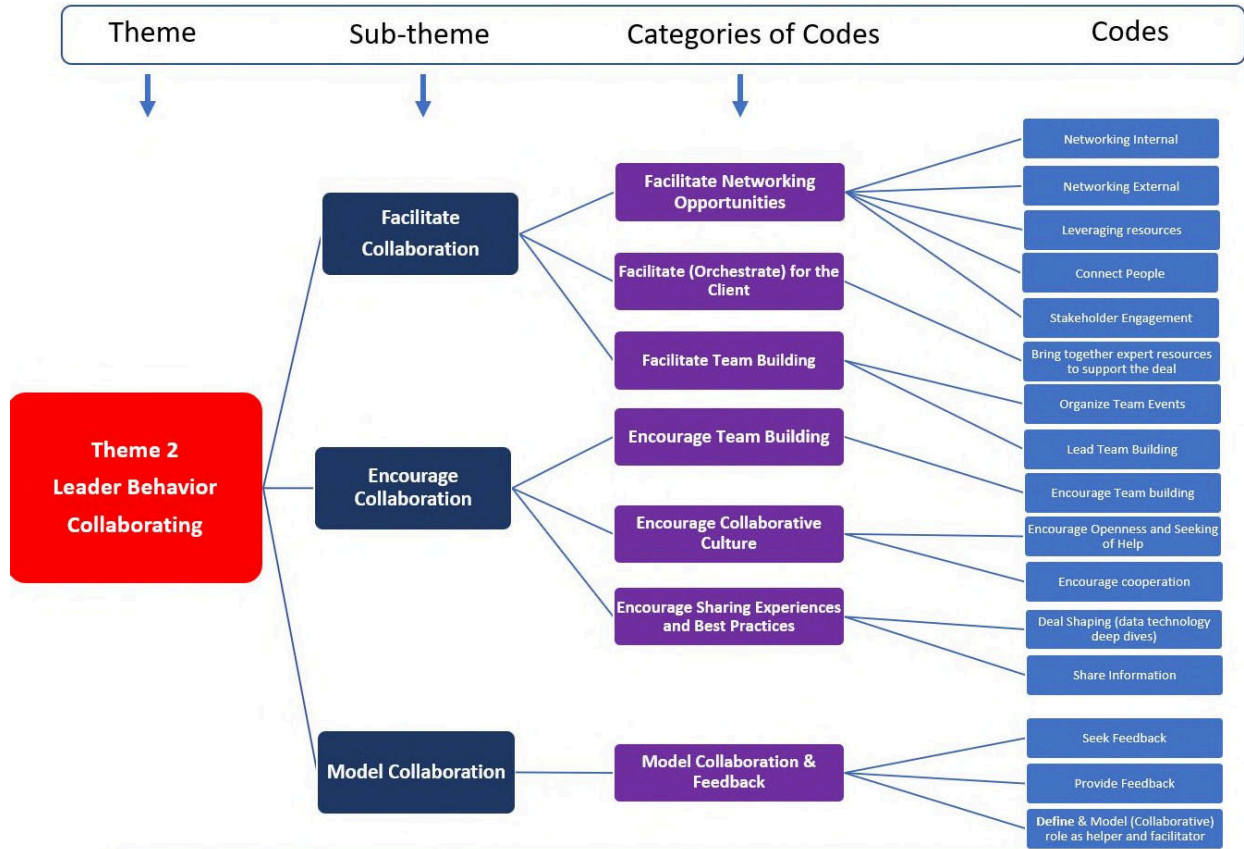 Theme
Sub-theme
Categories of Codes
Codes
Theme 2
Leader Behavior
Collaborating
Facilitate
Collaboration
Encourage
Collaboration
Model Collaboration
Facilitate Networking
Opportunities
Facilitate (Orchestrate) for the
Client
Facilitate Team Building
Encourage Team Building
Encourage Collaborative
Culture
Encourage Sharing Experiences
and Best Practices
Model Collaboration &
Feedback
Networking Internal
Networking External
Leveraging resources
Connect People
Stakeholder Engagement
Bring together expert resources
to support the deal
Organize Team Events
Lead Team Building
Encourage Team building
Encourage Openness and Seeking
of Help
Encourage cooperation
Deal Shaping (data technology
deep dives)
Share Information
Seek Feedback
Provide Feedback
Define & Model (Collaborative)
role as helper and facilitator